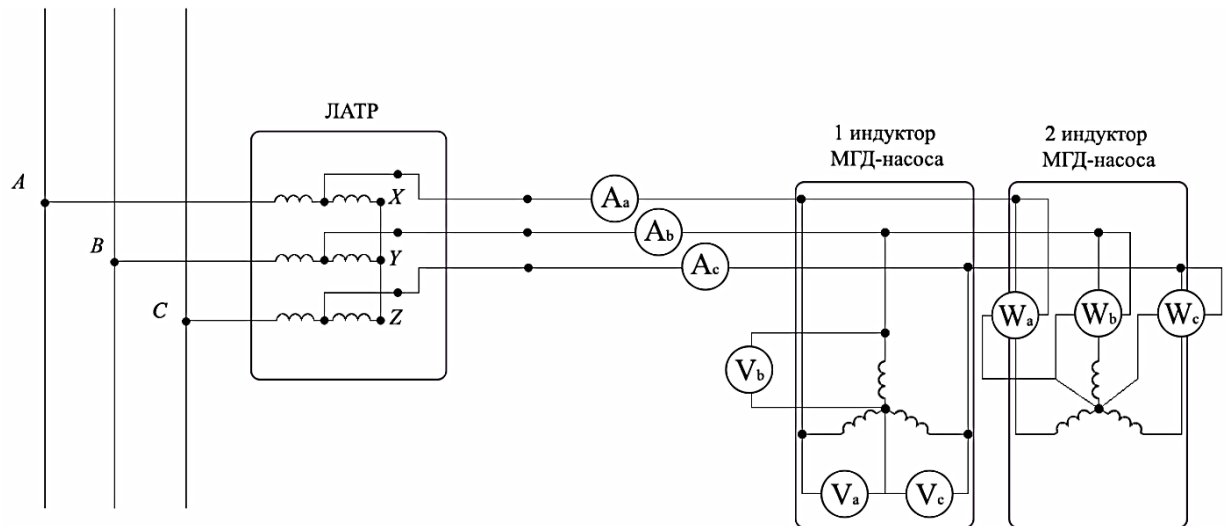 ЛАТР
1 индуктор
МГД-насоса
2 индуктор
МГД-насоса
A
X
Aa
B
Y
Ab
Ac
C
Z
Wa
Wb
Wc
Vb
Va
Vc